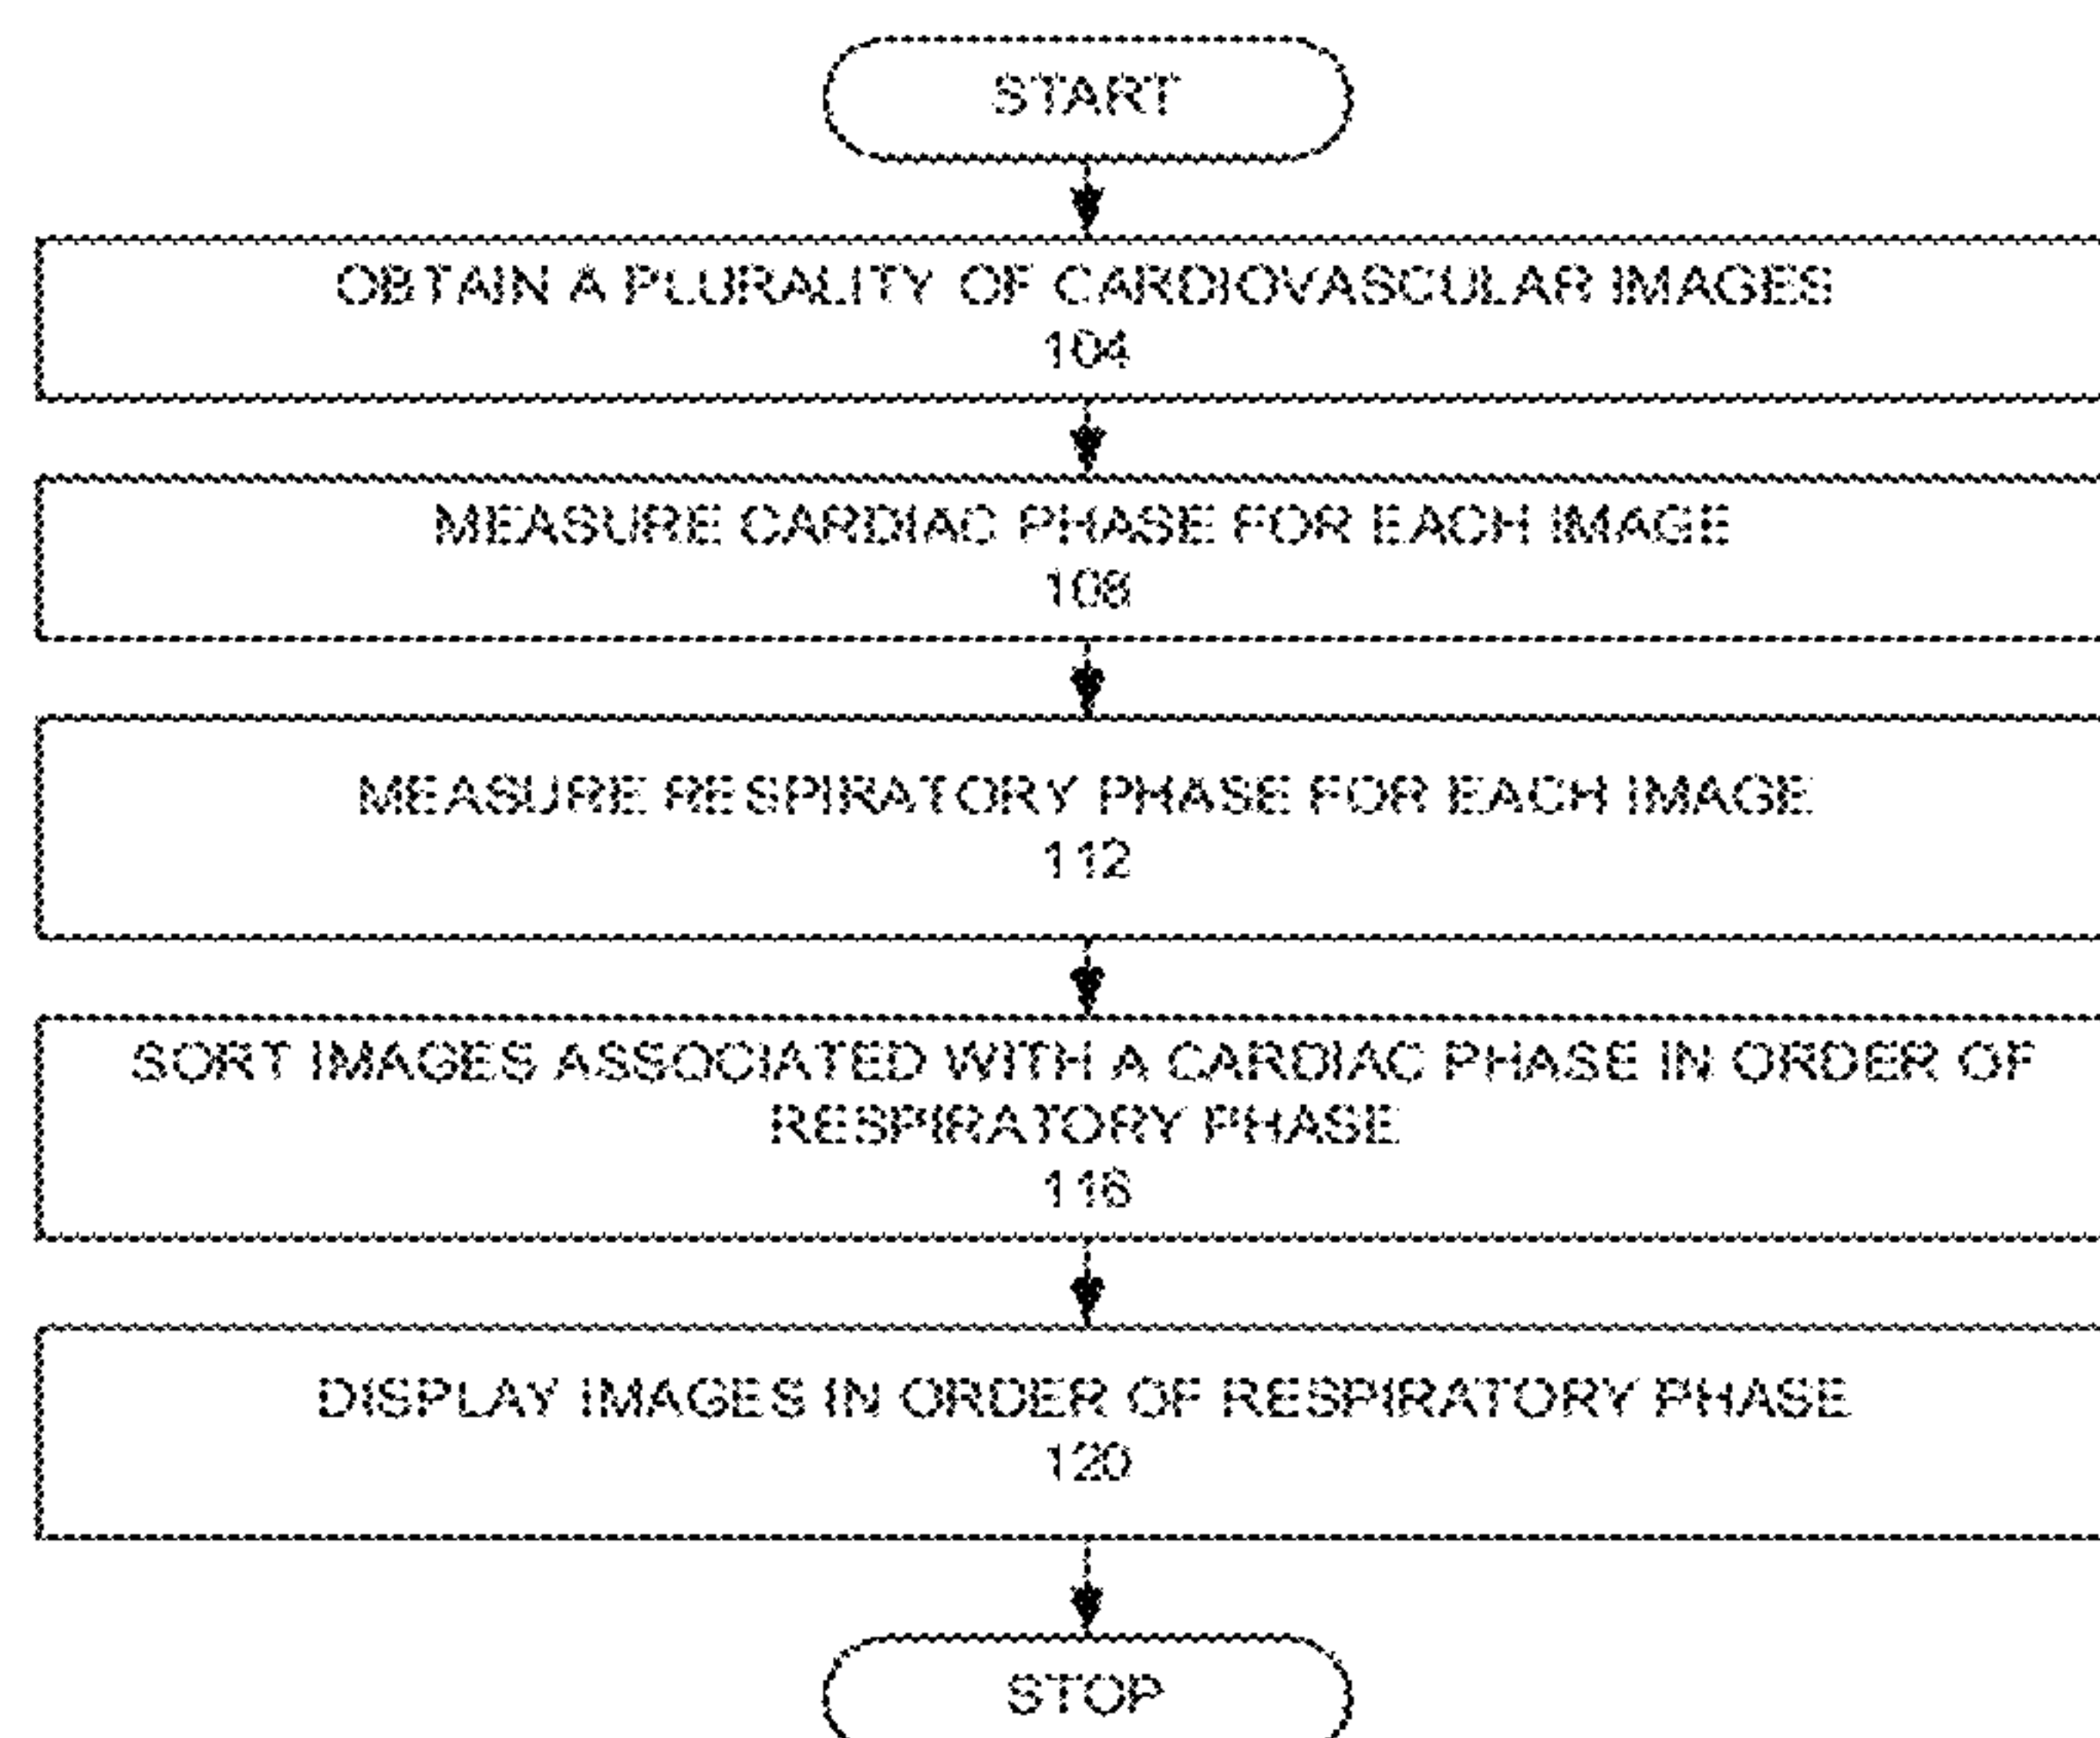 START
OBTAIN A PLURALITY OF CARDIOVASCULAR IMAGES
104
MEASURE CARDIAC PHASE FOR EACH IMAGE
108
MEASURE RESPIRATORY PHASE FOR EACH IMAGE
112
SORT IMAGES ASSOCIATED WITH A CARDIAC PHASE IN ORDER OF
RESPIRATORY PHASE
116
DISPLAY IMAGES IN ORDER OF RESPIRATORY PHASE
120
STOP